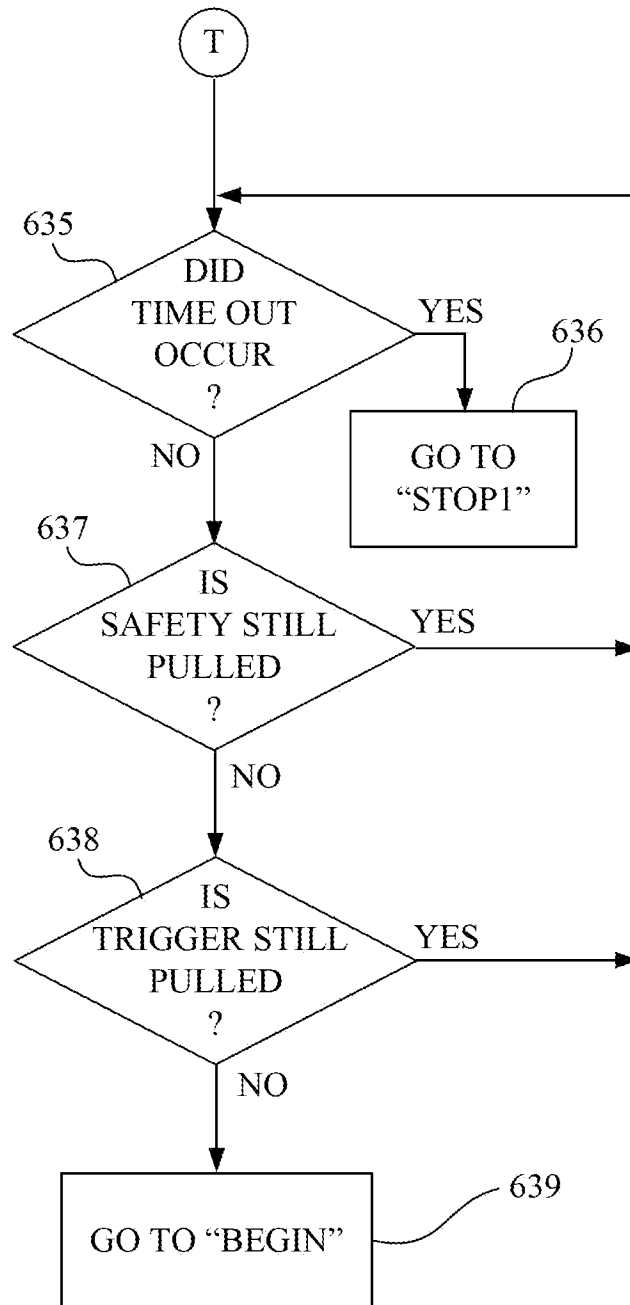 T
635
DID
TIME OUT
OCCUR
?
YES
636
GO TO
“STOP1”
NO
637
IS
SAFETY STILL
PULLED
?
YES
NO
638
IS
TRIGGER STILL
PULLED
?
YES
NO
639
GO TO “BEGIN”